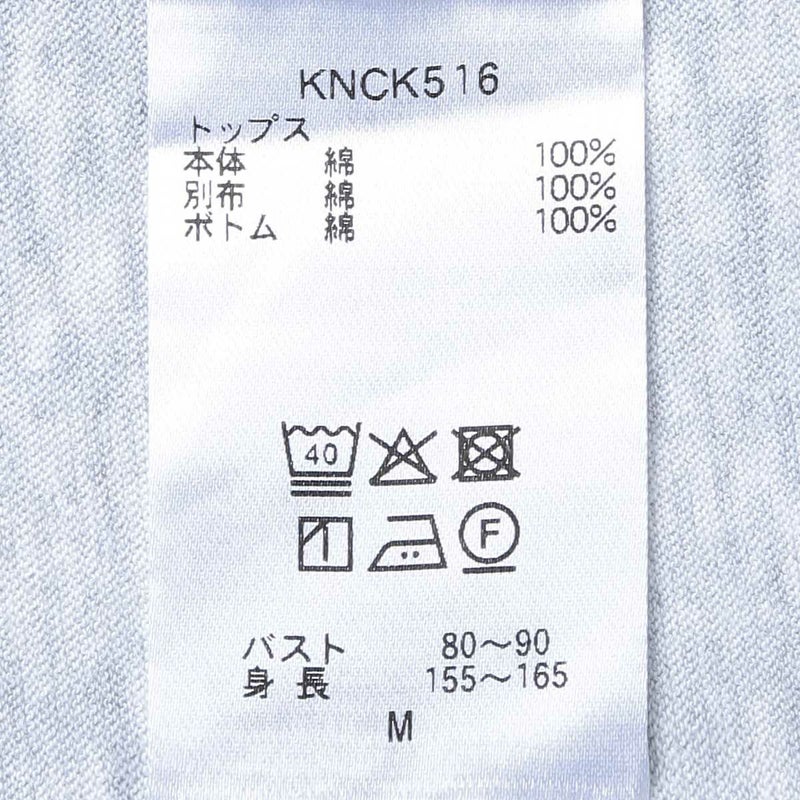 KNCK516
トップス
本体 綿 100%
別布 綿 100%
ボトム 綿 100%
40
F
バスト 80～90
身長 155～165
M